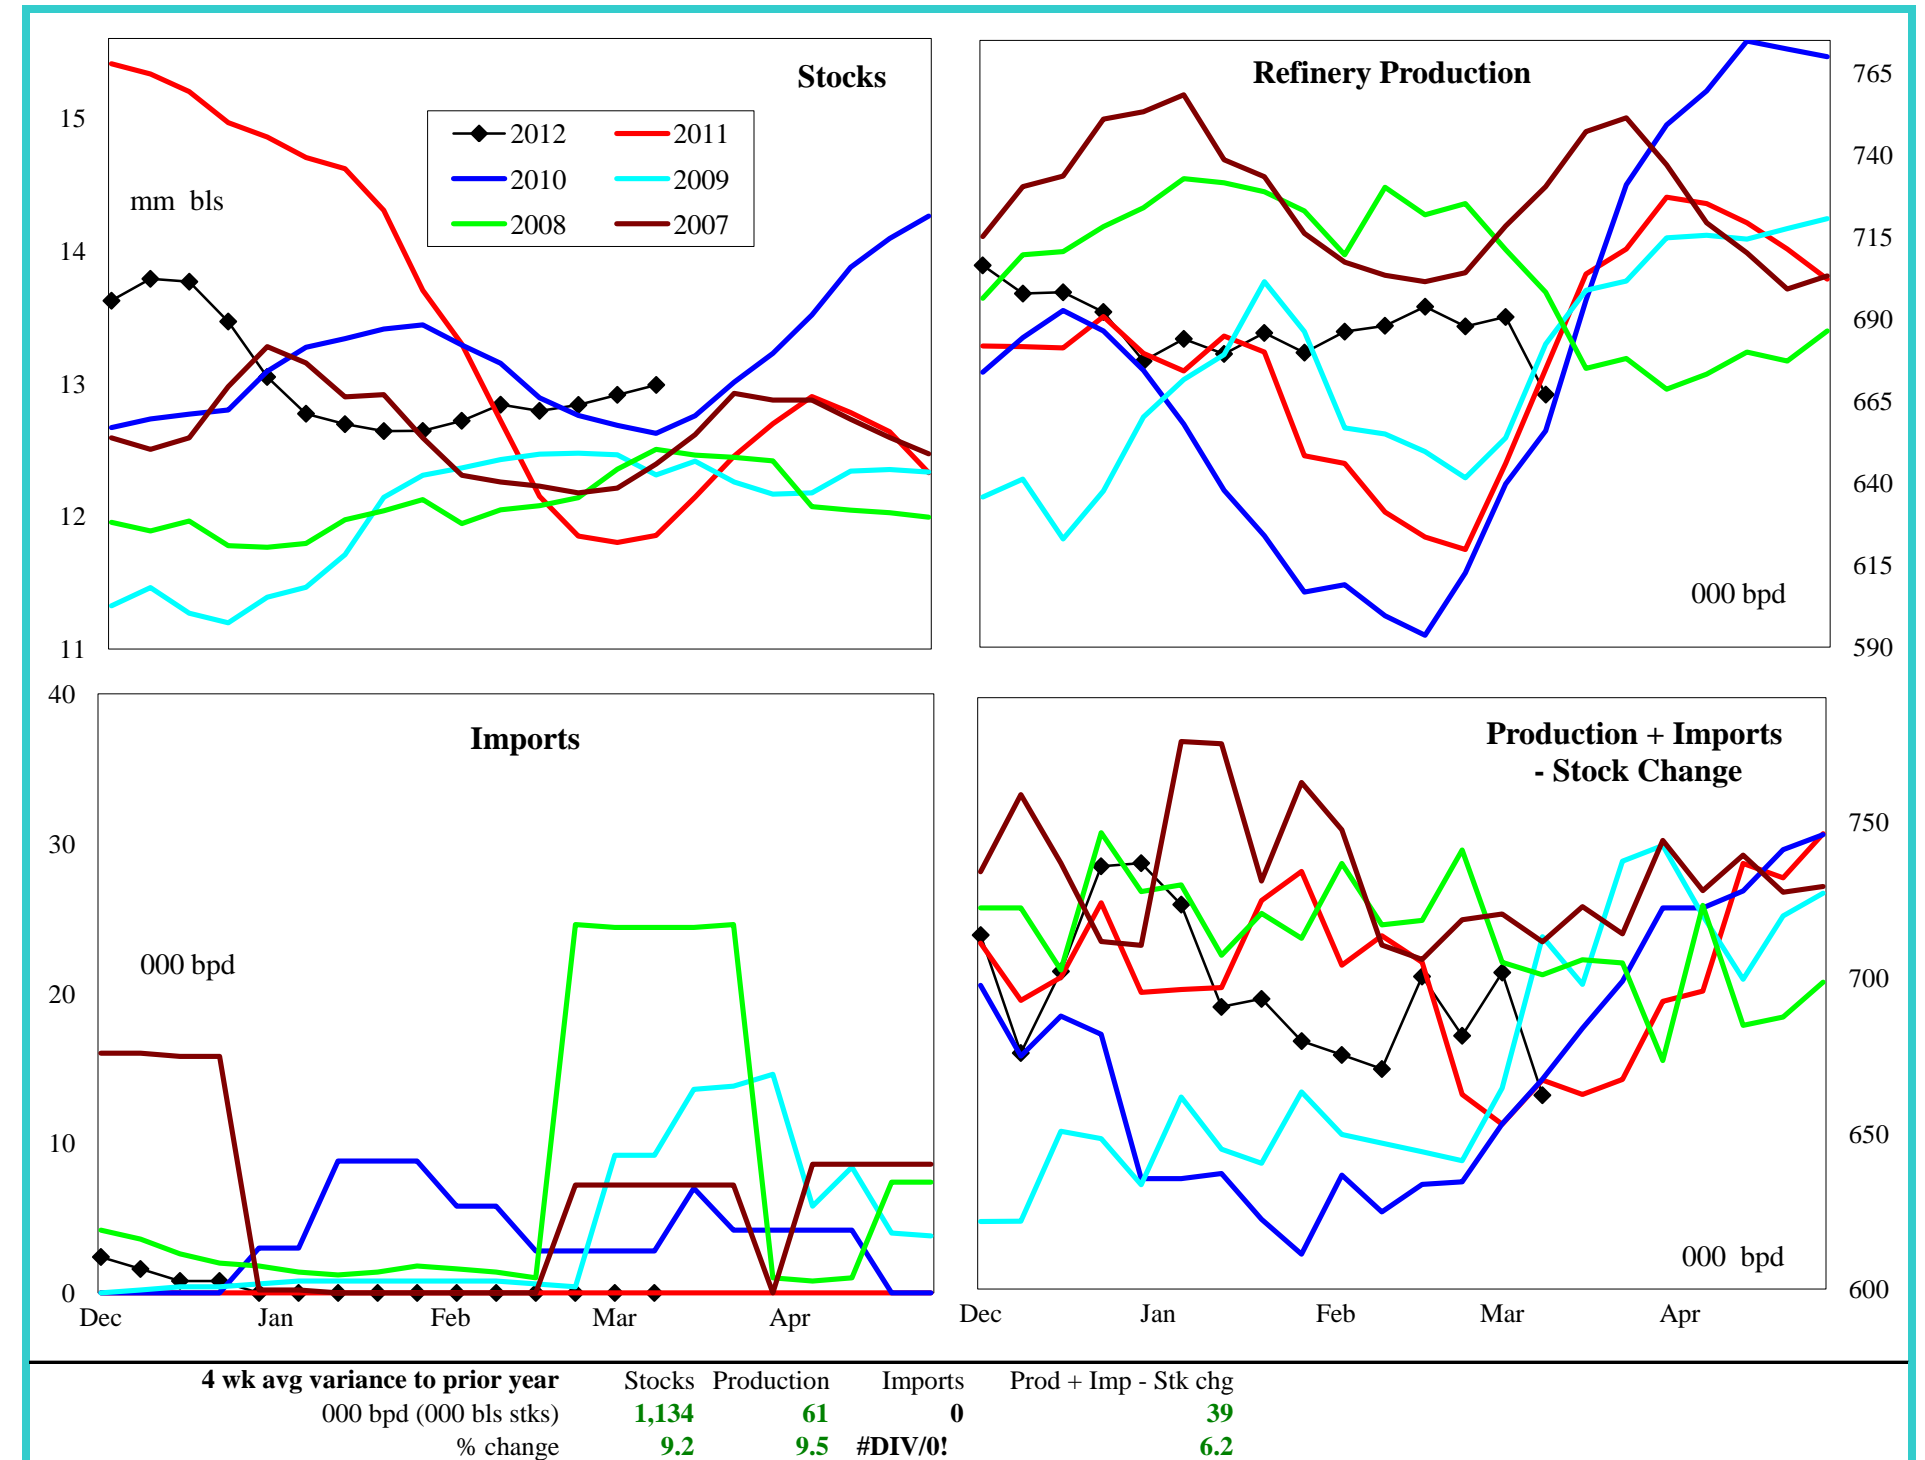 Stocks
15
14
13
12
11
mm bls
2012 2011
2010 2009
2008 2007
Refinery Production
765
740
715
690
665
640
615
590
000 bpd
Imports
40
30
20
10
0
000 bpd
Dec Jan Feb Mar Apr
Production + Imports
- Stock Change
750
700
650
600
000 bpd
Dec Jan Feb Mar Apr
4 wk avg variance to prior year Stocks Production Imports Prod + Imp - Stk chg
000 bpd (000 bls stks) 1,134 61 0 39
% change 9.2 9.5 #DIV/0! 6.2